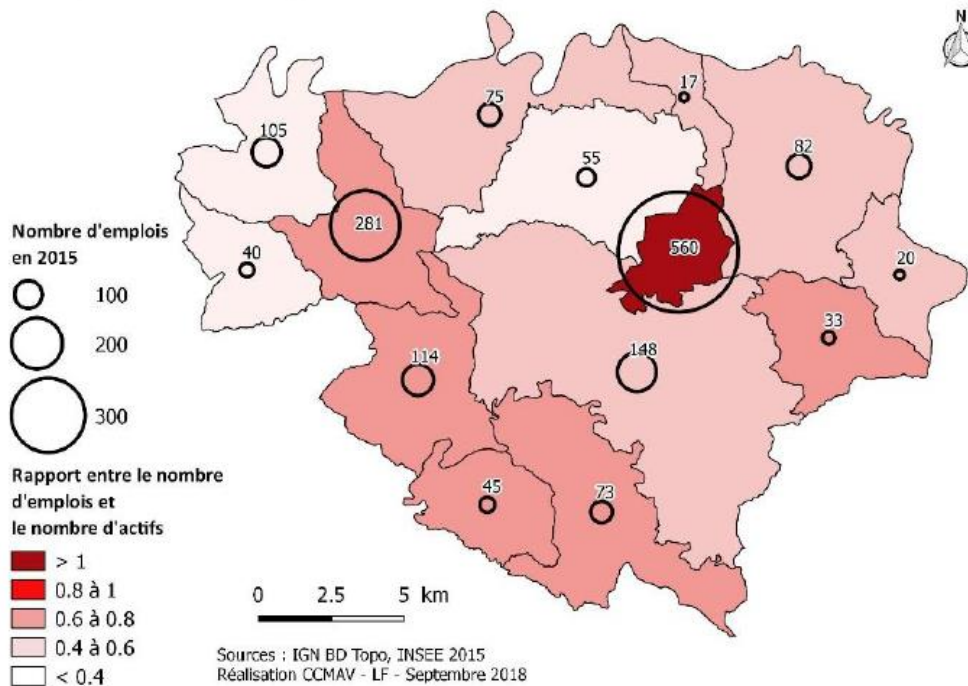 N
17
75
105
82
55
281
560
40
20
33
148
114
45
73
Nombre d'emplois
en 2015
100
200
300
Rapport entre le nombre
d'emplois et
le nombre d'actifs
> 1
0.8 à 1
0.6 à 0.8
0.4 à 0.6
< 0.4
0 2.5 5 km
Sources : IGN BD Topo, INSEE 2015
Réalisation CCMAV - LF - Septembre 2018